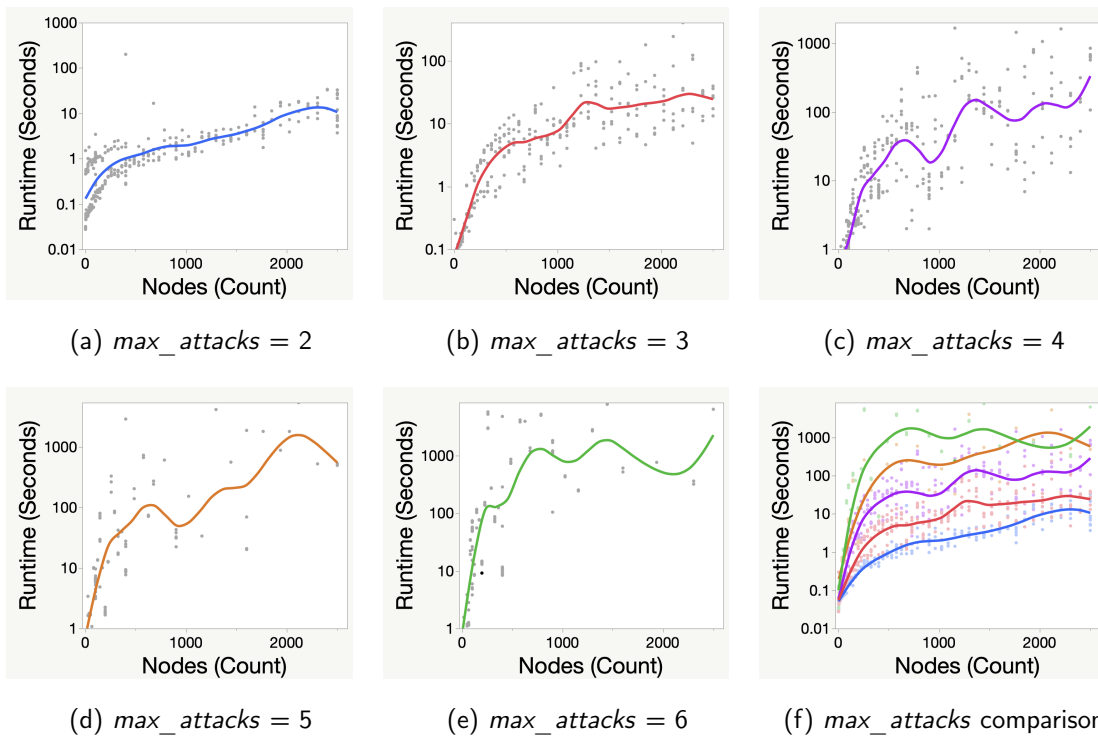 1000
100
10
1
0.1
0.01
Runtime (Seconds)
0 1000 2000
Nodes (Count)
(a) max_attacks = 2
100
10
1
0.1
Runtime (Seconds)
0 1000 2000
Nodes (Count)
(b) max_attacks = 3
1000
100
10
1
Runtime (Seconds)
0 1000 2000
Nodes (Count)
(c) max_attacks = 4
1000
100
10
1
Runtime (Seconds)
0 1000 2000
Nodes (Count)
(d) max_attacks = 5
1000
100
10
1
Runtime (Seconds)
0 1000 2000
Nodes (Count)
(e) max_attacks = 6
1000
100
10
1
0.1
0.01
Runtime (Seconds)
0 1000 2000
Nodes (Count)
(f) max_attacks comparison